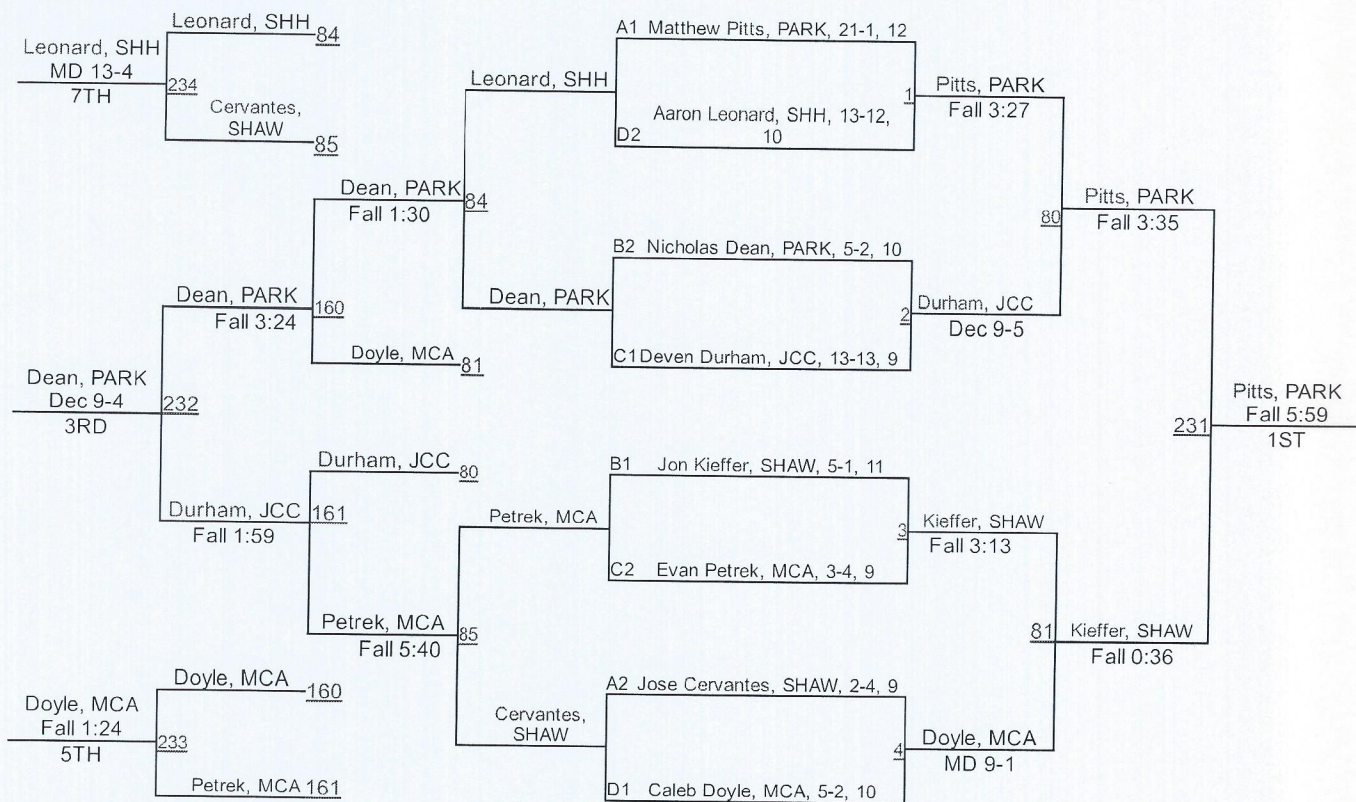 Leonard, SHH
84
Leonard, SHH
MD 13-4
7TH
234
Cervantes,
SHAW
85
Dean, PARK
Fall 1:30
84
Leonard, SHH
Dean, PARK
Dean, PARK
Fall 3:24
160
Doyle, MCA
81
Dean, PARK
Dec 9-4
3RD
232
Durham, JCC
80
Durham, JCC
Fall 1:59
161
Petrek, MCA
Fall 5:40
85
Petrek, MCA
Cervantes,
SHAW
Doyle, MCA
160
Doyle, MCA
Fall 1:24
5TH
233
Petrek, MCA 161
A1 Matthew Pitts, PARK, 21-1, 12
1
Aaron Leonard, SHH, 13-12,
10
D2
Pitts, PARK
Fall 3:27
B2 Nicholas Dean, PARK, 5-2, 10
2
C1 Deven Durham, JCC, 13-13, 9
Durham, JCC
Dec 9-5
80
Pitts, PARK
Fall 3:35
B1 Jon Kieffer, SHAW, 5-1, 11
3
C2 Evan Petrek, MCA, 3-4, 9
Kieffer, SHAW
Fall 3:13
A2 Jose Cervantes, SHAW, 2-4, 9
4
D1 Caleb Doyle, MCA, 5-2, 10
Doyle, MCA
MD 9-1
81
Kieffer, SHAW
Fall 0:36
231
Pitts, PARK
Fall 5:59
1ST